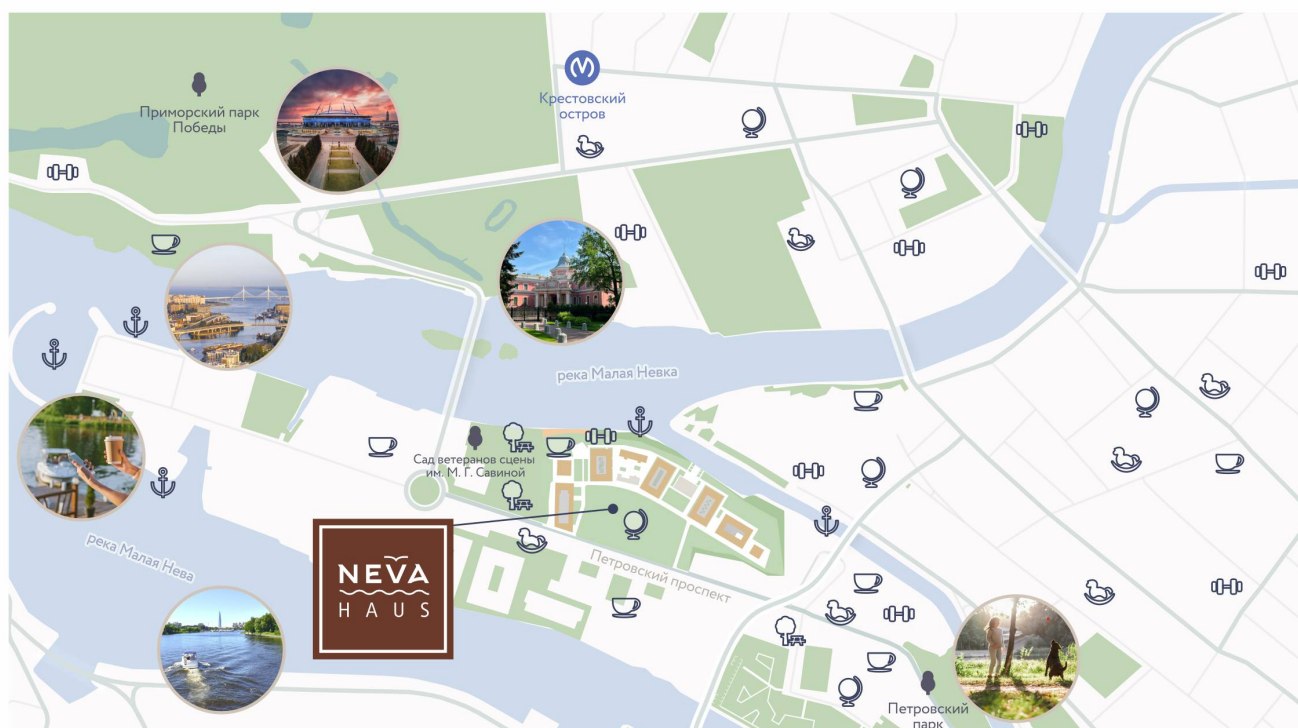 Крестовский
остров
Приморский парк
Победы
река Малая Невка
Сад ветеранов сцены
им. М. Г. Савиной
река Малая Нева
NEVA
HAUS
Петровский проспект
Петровский
парк